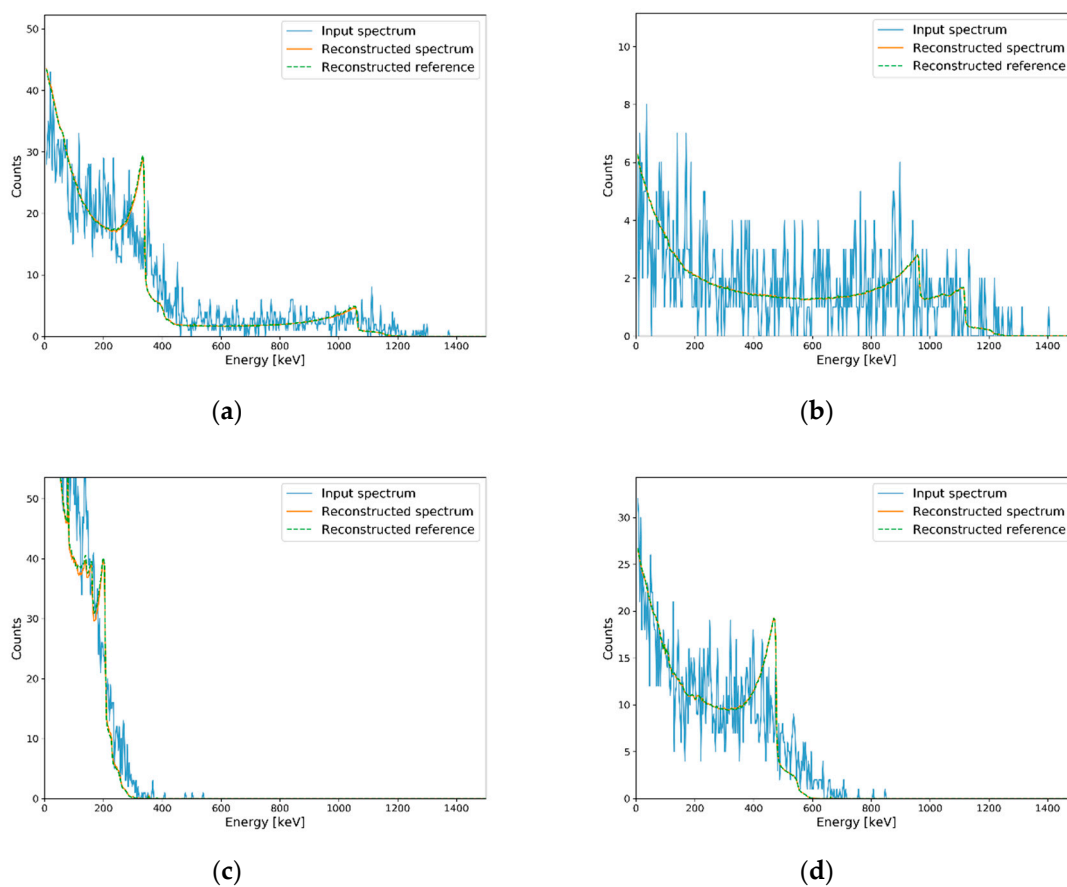 50
40
30
20
10
0
Counts
Input spectrum
Reconstructed spectrum
Reconstructed reference
0 200 400 600 800 1000 1200 1400
Energy [keV]
(a)
10
8
6
4
2
0
Counts
Input spectrum
Reconstructed spectrum
Reconstructed reference
0 200 400 600 800 1000 1200 1400
Energy [keV]
(b)
50
40
30
20
10
0
Counts
Input spectrum
Reconstructed spectrum
Reconstructed reference
0 200 400 600 800 1000 1200 1400
Energy [keV]
(c)
30
25
20
15
10
5
0
Counts
Input spectrum
Reconstructed spectrum
Reconstructed reference
0 200 400 600 800 1000 1200 1400
Energy [keV]
(d)